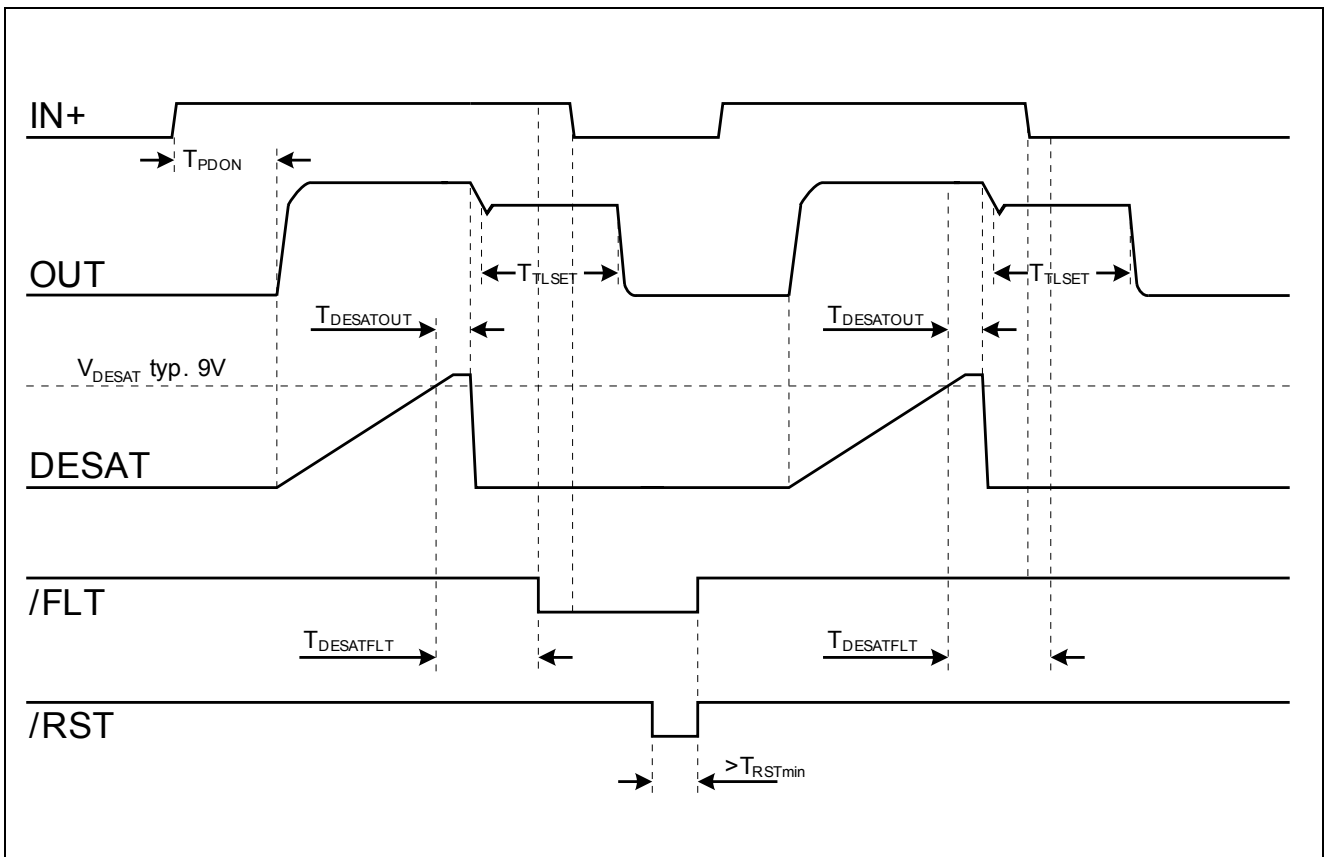 IN+
TPDON
OUT
TTLSET
TTLSET
TDESATOUT
TDESATOUT
VDESAT typ. 9V
DESAT
/FLT
TDESATFLT
TDESATFLT
/RST
>TRSTmin